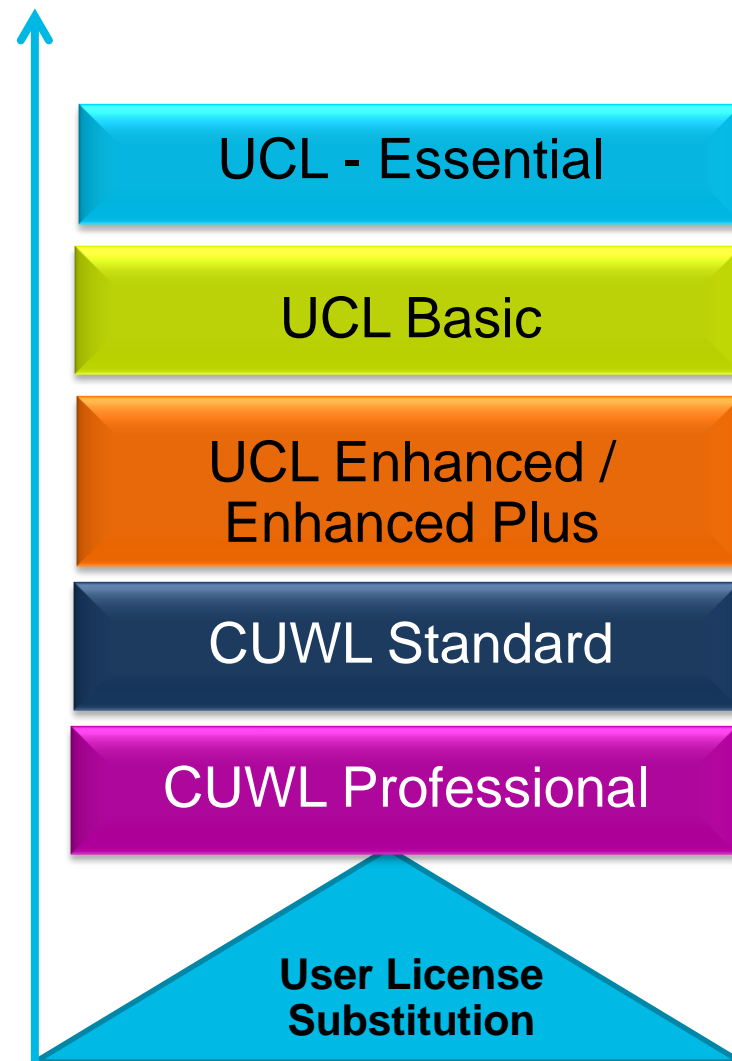 UCL - Essential
UCL Basic
UCL Enhanced /
Enhanced Plus
CUWL Standard
CUWL Professional
User License
Substitution